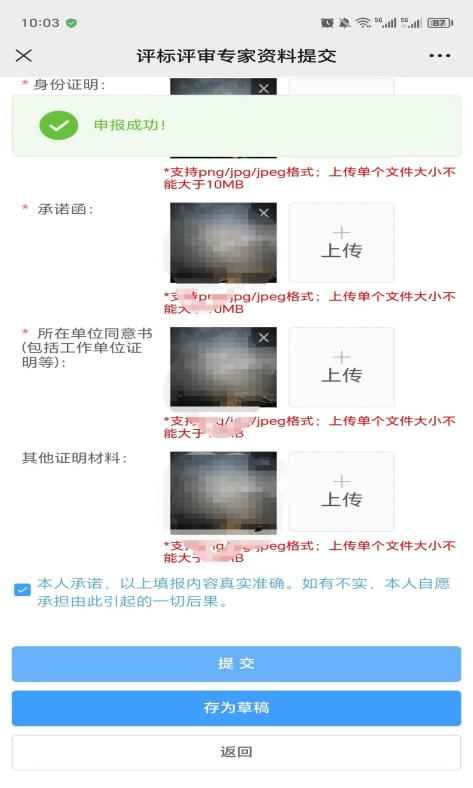 10:03
5G
5G
87
评标评审专家资料提交
* 身份证明:
申报成功!
*支持png/jpg/jpeg格式;上传单个文件大小不
能大于10MB
* 承诺函:
上传
*支持pn /jpg/jpeg格式;上传单个文件大小不
能大 0MB
* 所在单位同意书
(包括工作单位证
明等):
上传
*支持 /jpeg格式;上传单个文件大小不
能大于 B
其他证明材料:
上传
*支 /jpeg格式;上传单个文件大小不
能大于 B
本人承诺,以上填报内容真实准确。如有不实,本人自愿
承担由此引起的一切后果。
提 交
存为草稿
返回